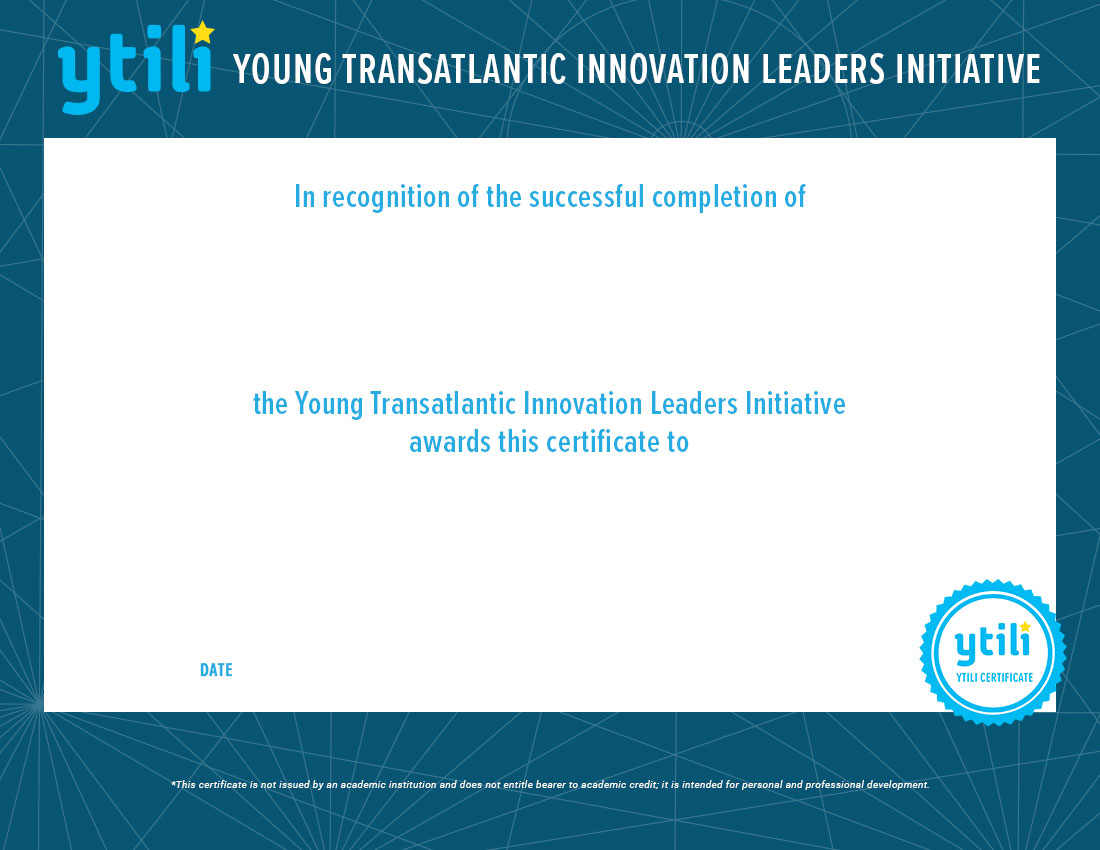 ytili YOUNG TRANSATLANTIC INNOVATION LEADERS INITIATIVE
In recognition of the successful completion of
the Young Transatlantic Innovation Leaders Initiative
awards this certificate to
DATE
ytili
YTILI CERTIFICATE
*This certificate is not issued by an academic institution and does not entitle bearer to academic credit; it is intended for personal and professional development.